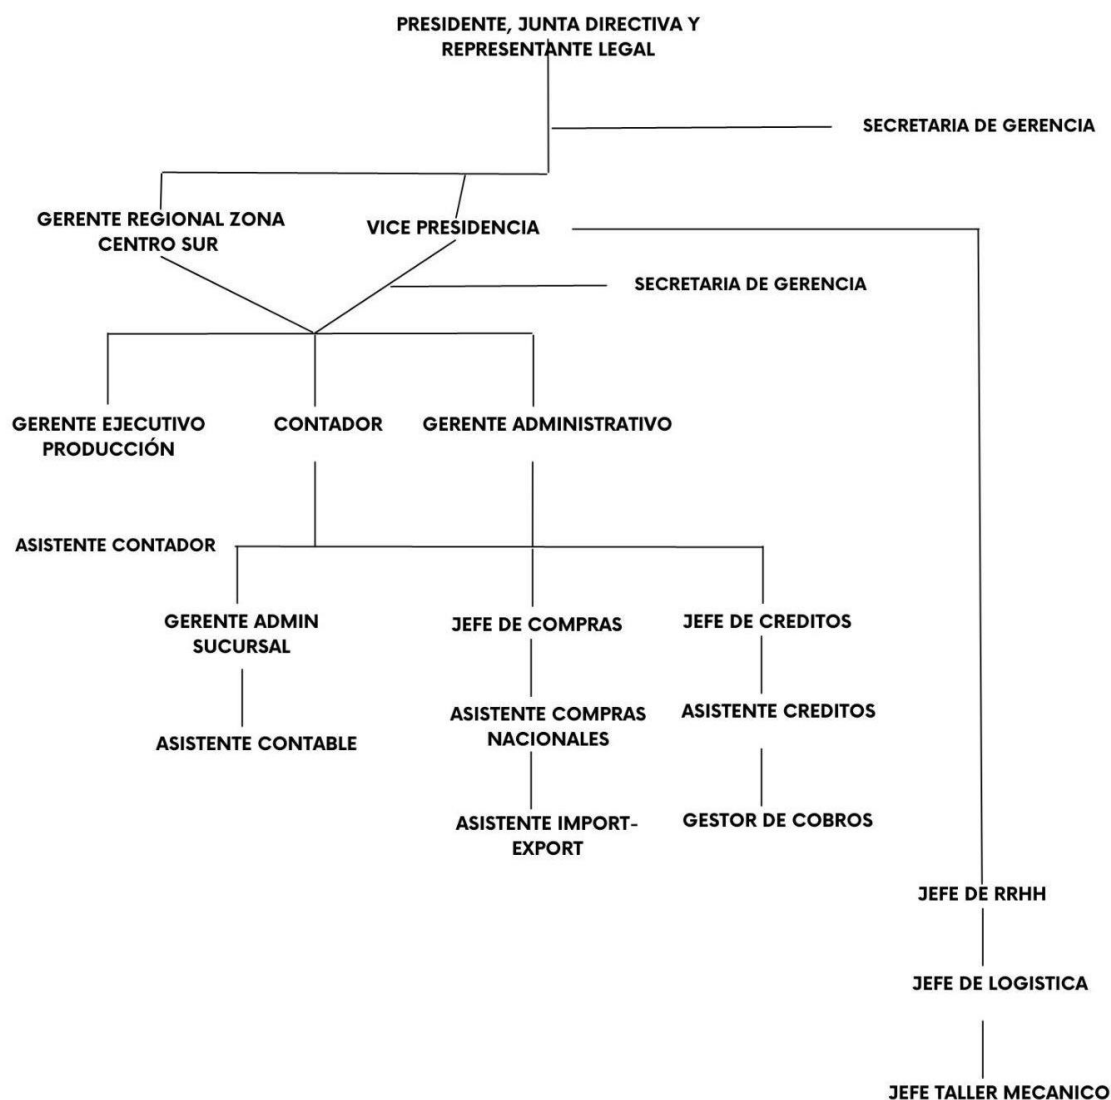 PRESIDENTE, JUNTA DIRECTIVA Y
REPRESENTANTE LEGAL
SECRETARIA DE GERENCIA
GERENTE REGIONAL ZONA
CENTRO SUR
VICE PRESIDENCIA
SECRETARIA DE GERENCIA
GERENTE EJECUTIVO
PRODUCCIÓN
CONTADOR
GERENTE ADMINISTRATIVO
ASISTENTE CONTADOR
GERENTE ADMIN
SUCURSAL
JEFE DE COMPRAS
JEFE DE CREDITOS
ASISTENTE CONTABLE
ASISTENTE COMPRAS
NACIONALES
ASISTENTE CREDITOS
ASISTENTE IMPORT-
EXPORT
GESTOR DE COBROS
JEFE DE RRHH
JEFE DE LOGISTICA
JEFE TALLER MECANICO